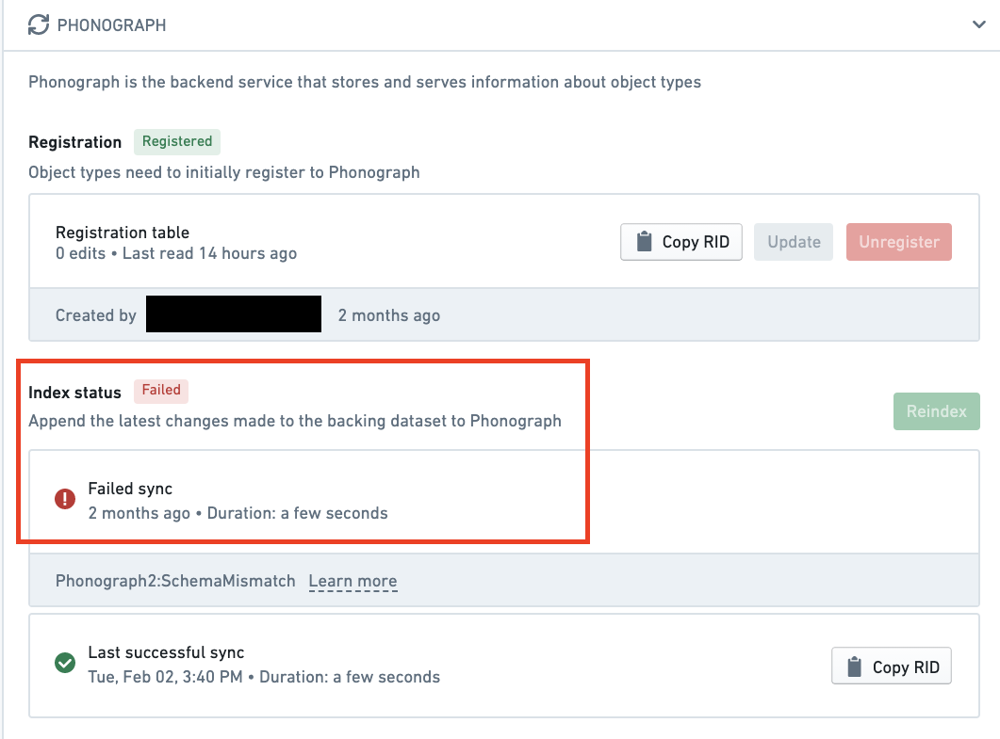 PHONOGRAPH
Phonograph is the backend service that stores and serves information about object types
Registration Registered
Object types need to initially register to Phonograph
Registration table
0 edits • Last read 14 hours ago
Copy RID Update Unregister
Created by 2 months ago
Index status Failed
Append the latest changes made to the backing dataset to Phonograph
Reindex
Failed sync
2 months ago • Duration: a few seconds
Phonograph2:SchemaMismatch Learn more
Last successful sync
Tue, Feb 02, 3:40 PM • Duration: a few seconds
Copy RID